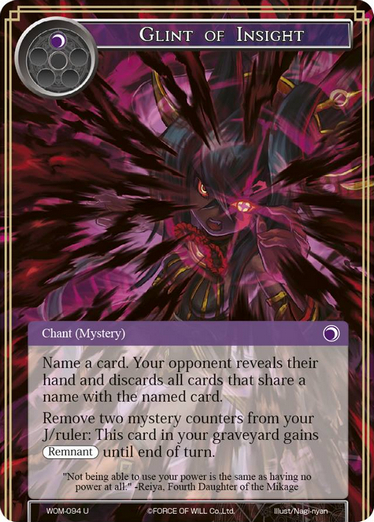 Glint of Insight
Chant (Mystery)
Name a card. Your opponent reveals their
hand and discards all cards that share a
name with the named card.
Remove two mystery counters from your
J/ruler: This card in your graveyard gains
Remnant until end of turn.
"Not being able to use your power is the same as having no
power at all." -Reiya, Fourth Daughter of the Mikage
WOM-094 U ©FORCE OF WILL Co.,Ltd. Illust/Nagi-nyan